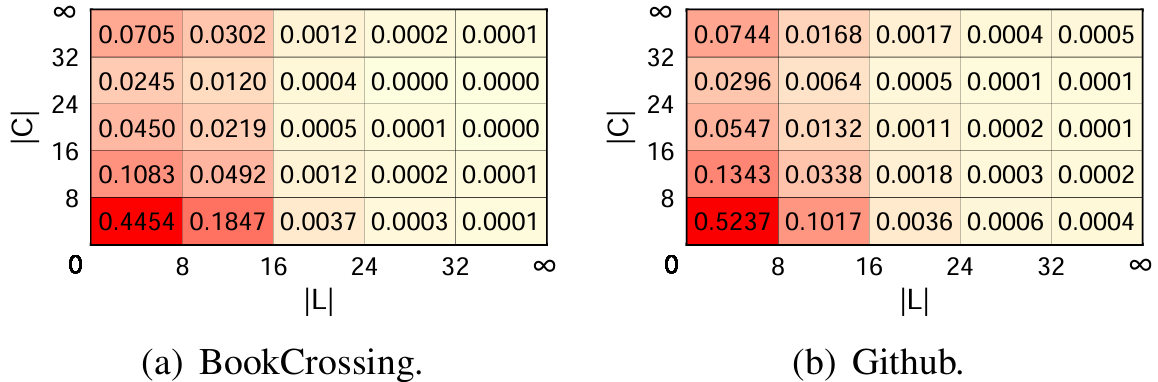 ∞
0.0705 0.0302 0.0012 0.0002 0.0001
32
0.0245 0.0120 0.0004 0.0000 0.0000
24
|C|
0.0450 0.0219 0.0005 0.0001 0.0000
16
0.1083 0.0492 0.0012 0.0002 0.0001
8
0.4454 0.1847 0.0037 0.0003 0.0001
0 8 16 24 32 ∞
|L|
(a) BookCrossing.
∞
0.0744 0.0168 0.0017 0.0004 0.0005
32
0.0296 0.0064 0.0005 0.0001 0.0001
24
|C|
0.0547 0.0132 0.0011 0.0002 0.0001
16
0.1343 0.0338 0.0018 0.0003 0.0002
8
0.5237 0.1017 0.0036 0.0006 0.0004
0 8 16 24 32 ∞
|L|
(b) Github.